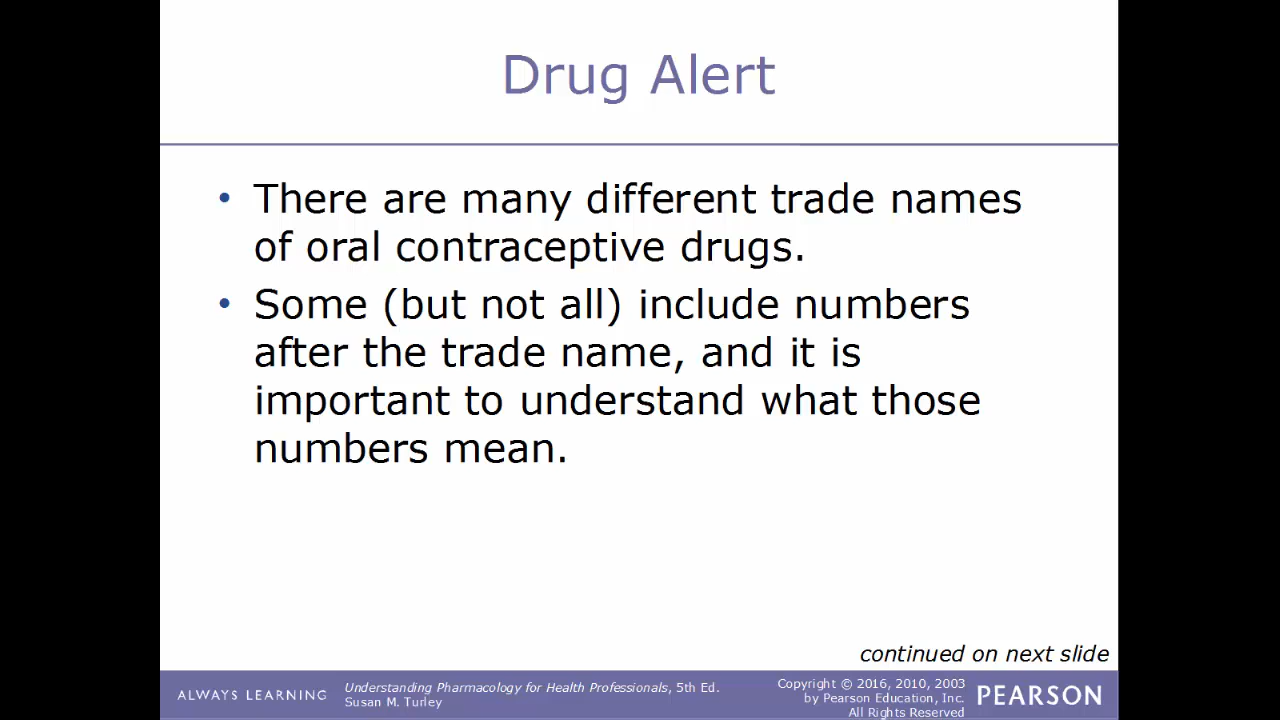 Drug Alert
• There are many different trade names
of oral contraceptive drugs.
• Some (but not all) include numbers
after the trade name, and it is
important to understand what those
numbers mean.
continued on next slide
ALWAYS LEARNING
Understanding Pharmacology for Health Professionals, 5th Ed.
Susan M. Turley
Copyright © 2016, 2010, 2003
by Pearson Education, Inc.
All Rights Reserved
PEARSON